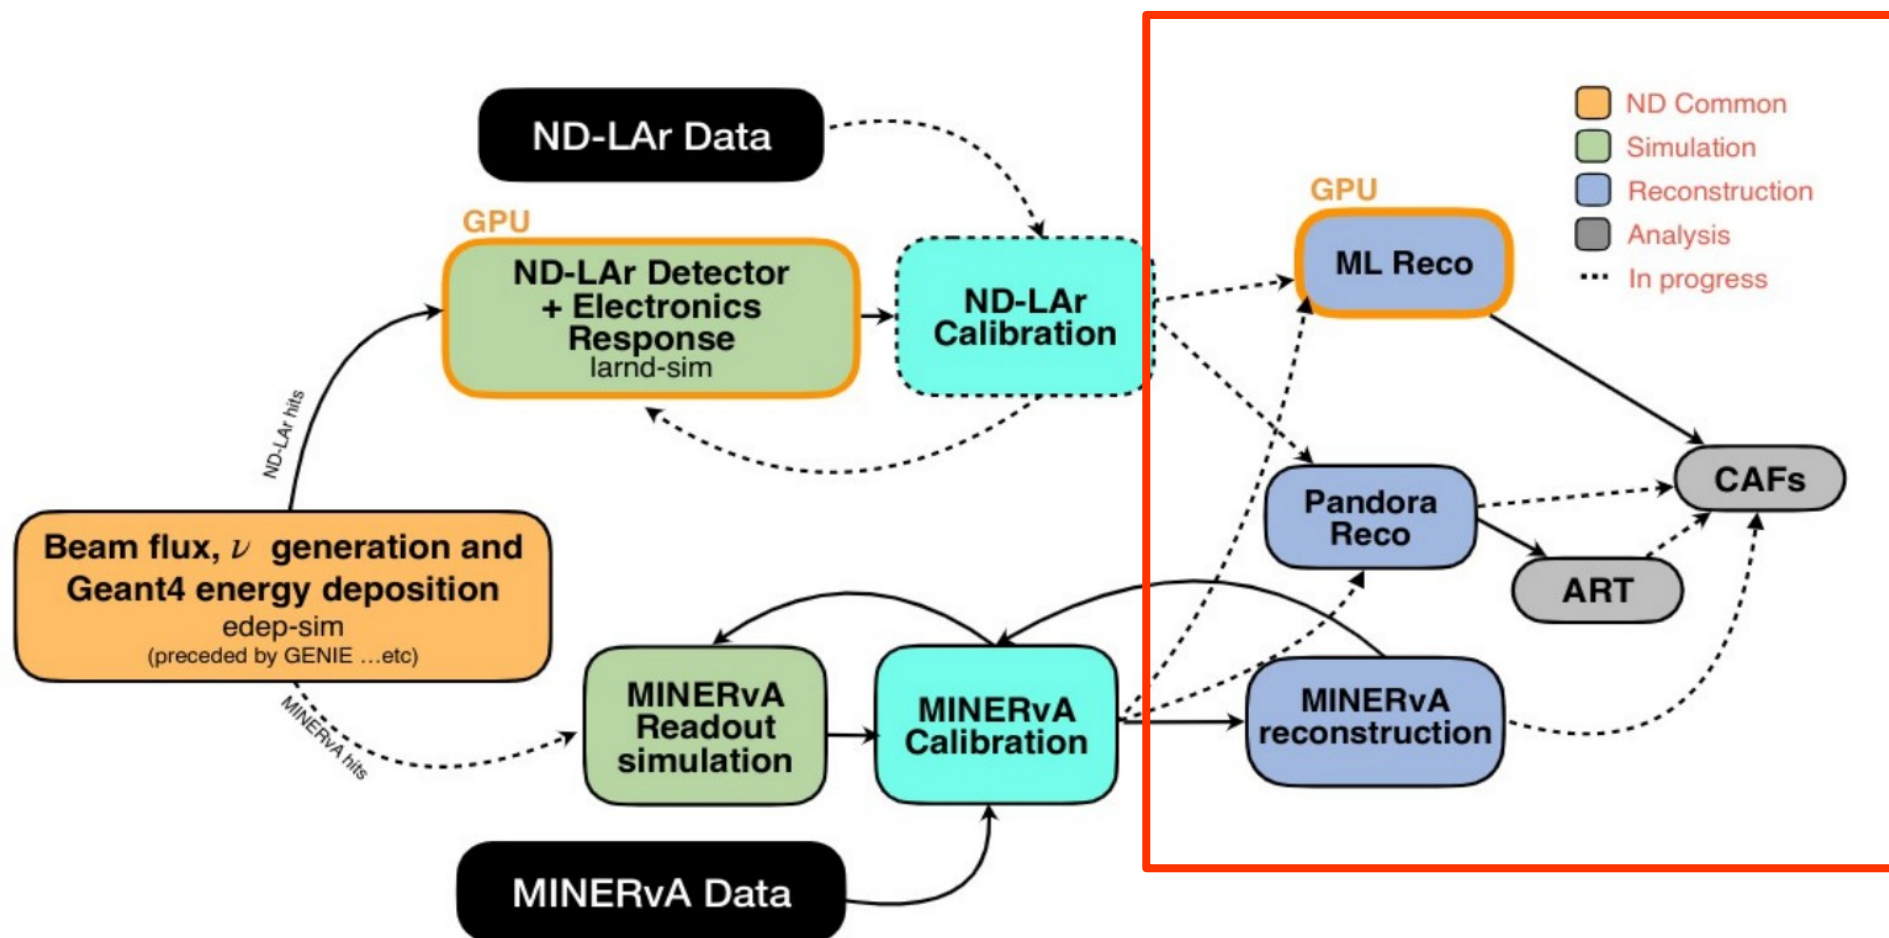 ND-LAr Data
GPU
ND-LAr Detector
+ Electronics
Response
larnd-sim
ND-LAr
Calibration
ND-LAr hits
Beam flux, ν generation and
Geant4 energy deposition
edep-sim
(preceded by GENIE ...etc)
MINERvA hits
MINERvA
Readout
simulation
MINERvA
Calibration
MINERvA Data
GPU
ML Reco
Pandora
Reco
MINERvA
reconstruction
CAFs
ART
ND Common
Simulation
Reconstruction
Analysis
In progress